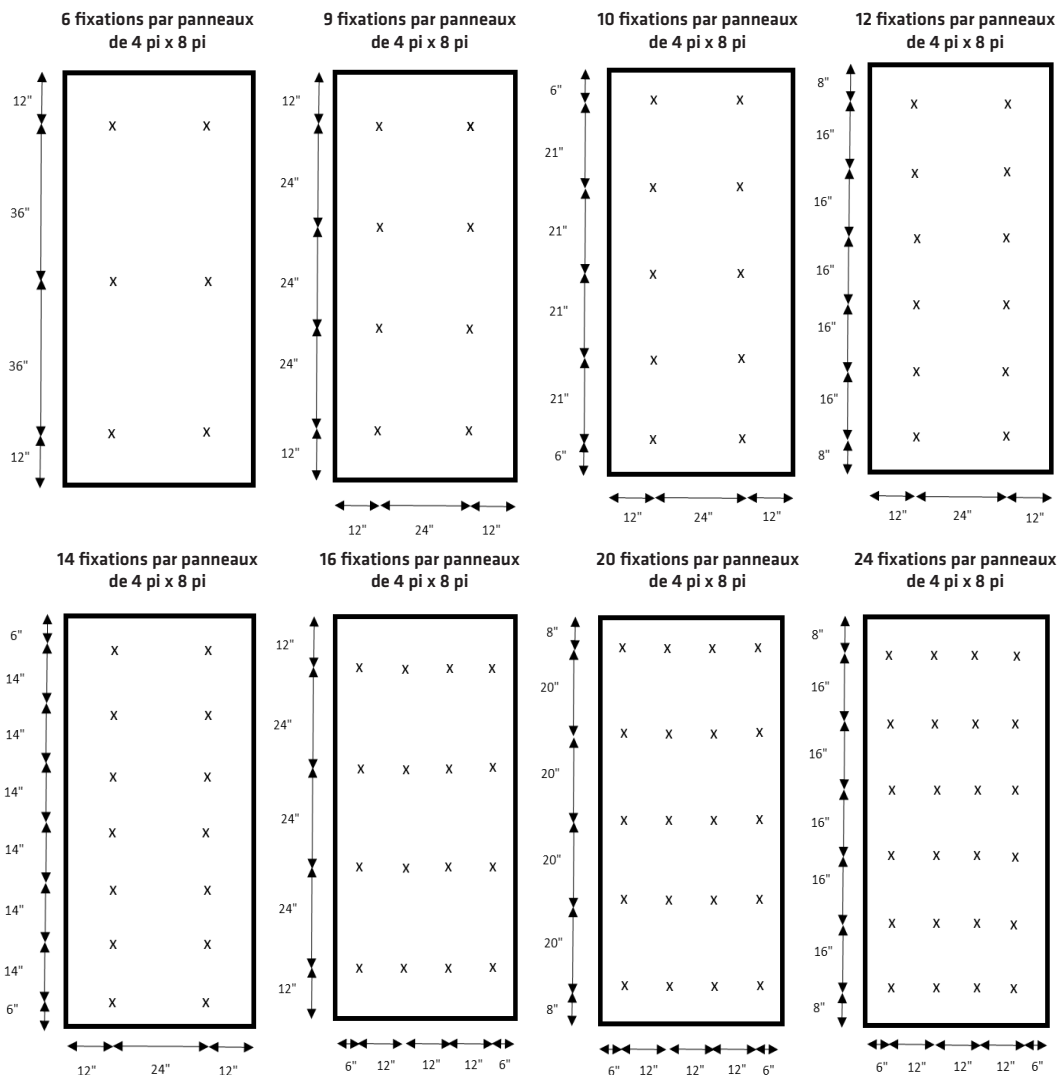 6 fixations par panneaux
de 4 pi x 8 pi
12"
36"
36"
12"
X X
X X
X X
9 fixations par panneaux
de 4 pi x 8 pi
12"
24"
24"
24"
12"
X X
X X
X X
X X
12" 24" 12"
10 fixations par panneaux
de 4 pi x 8 pi
6"
21"
21"
21"
21"
6"
X X
X X
X X
X X
X X
12" 24" 12"
12 fixations par panneaux
de 4 pi x 8 pi
8"
16"
16"
16"
16"
16"
8"
X X
X X
X X
X X
X X
X X
12" 24" 12"
14 fixations par panneaux
de 4 pi x 8 pi
6"
14"
14"
14"
14"
14"
14"
6"
X X
X X
X X
X X
X X
X X
X X
12" 24" 12"
16 fixations par panneaux
de 4 pi x 8 pi
12"
24"
24"
24"
12"
X X X X
X X X X
X X X X
X X X X
6" 12" 12" 12" 6"
20 fixations par panneaux
de 4 pi x 8 pi
8"
20"
20"
20"
20"
8"
X X X X
X X X X
X X X X
X X X X
X X X X
6" 12" 12" 12" 6"
24 fixations par panneaux
de 4 pi x 8 pi
8"
16"
16"
16"
16"
16"
8"
X X X X
X X X X
X X X X
X X X X
X X X X
X X X X
6" 12" 12" 12" 6"